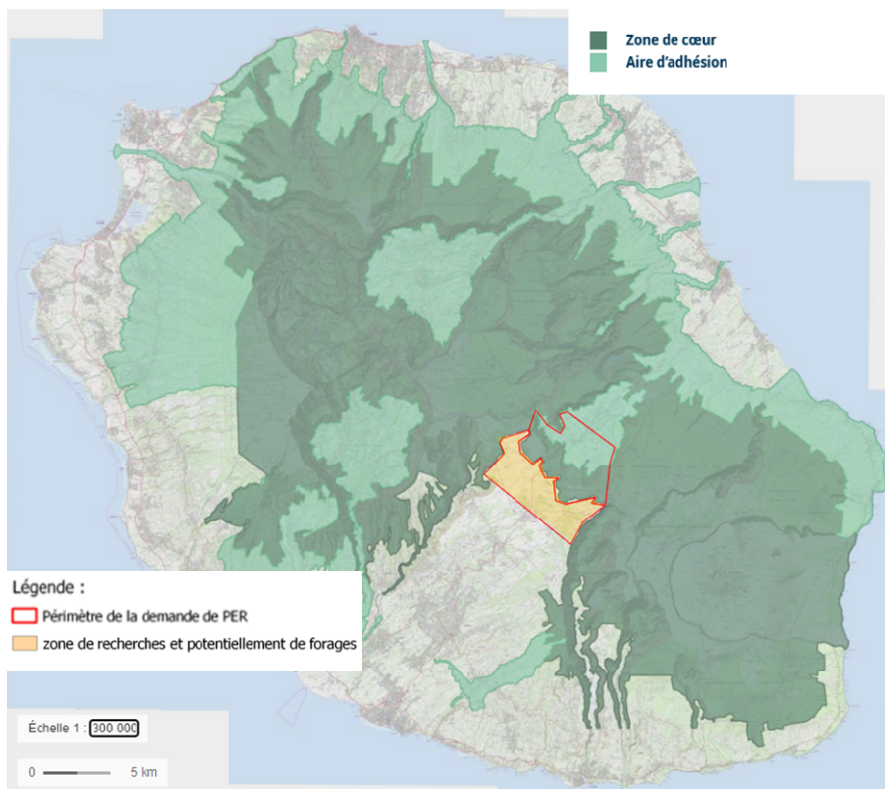 Zone de cœur
Aire d'adhésion
Légende :
Périmètre de la demande de PER
zone de recherches et potentiellement de forages
Échelle 1 : 300 000
0 5 km